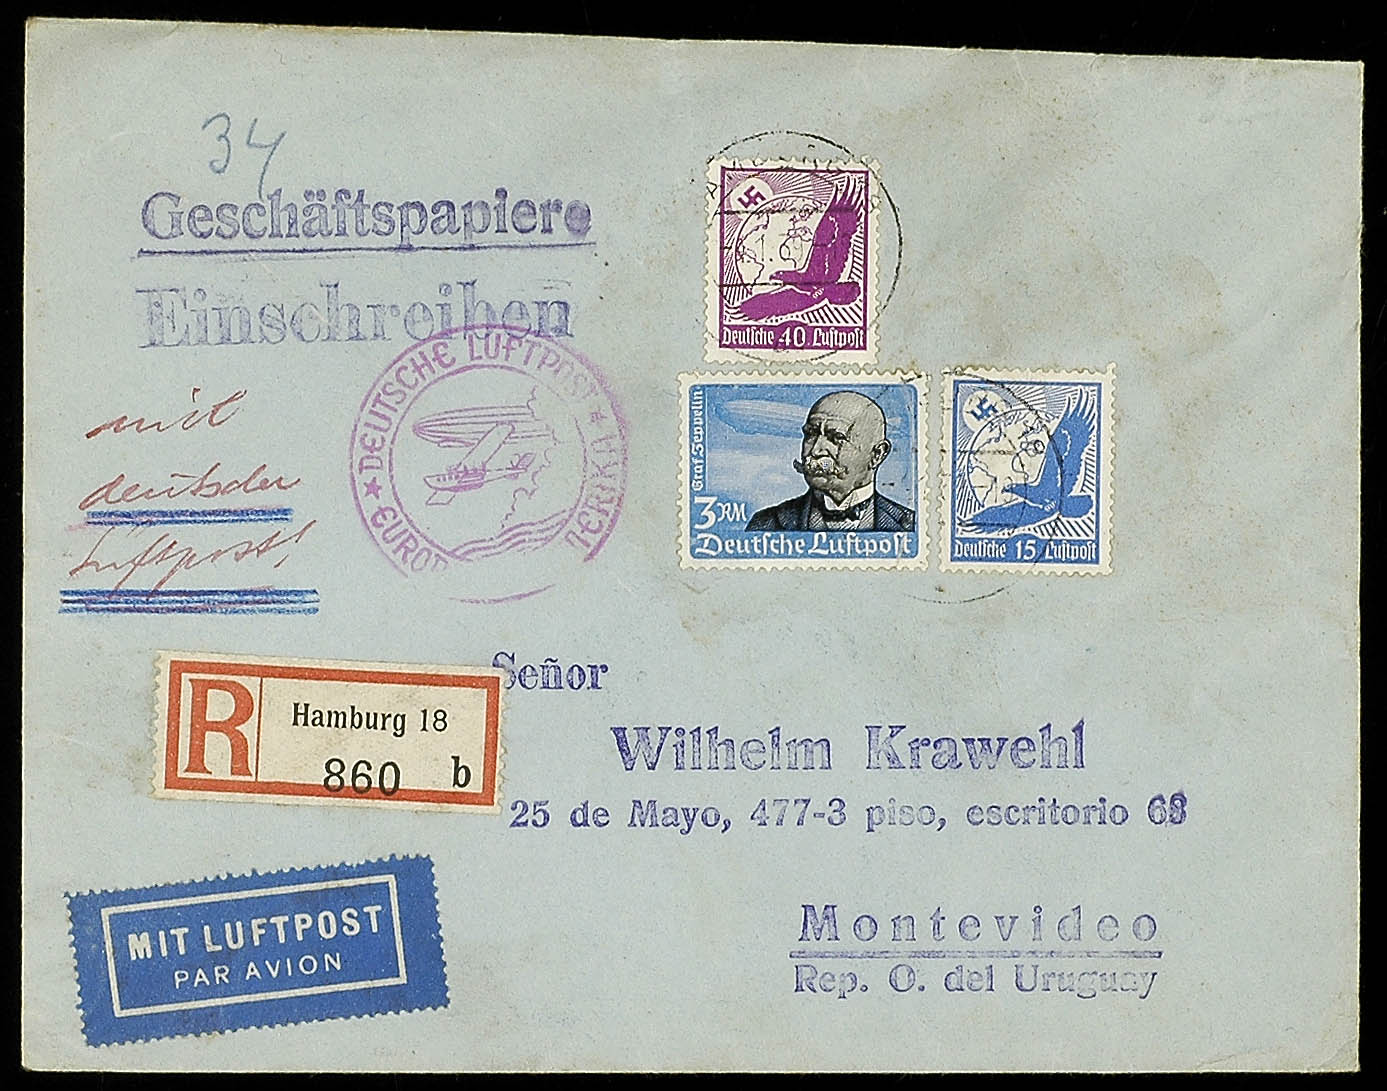 34
Geschäftspapiere
Einschreiben
mit
deutscher
Luftpost!
DEUTSCHE LUFTPOST
EUROP
Deutsche 40 Luftpost
Graf Zeppelin
3 RM
Deutsche Luftpost
Deutsche 15 Luftpost
R
Hamburg 18
860 b
Señor
Wilhelm Krawehl
25 de Mayo, 477-3 piso, escritorio 68
Montevideo
Rep. O. del Uruguay
MIT LUFTPOST
PAR AVION